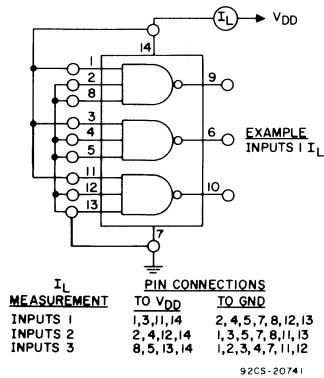 I_L V_DD
14
1
2
8
9
3
4
5
6
EXAMPLE
INPUTS 1 I_L
11
12
13
10
7
I_L PIN CONNECTIONS
MEASUREMENT TO V_DD TO GND
INPUTS 1 1,3,11,14 2,4,5,7,8,12,13
INPUTS 2 2,4,12,14 1,3,5,7,8,11,13
INPUTS 3 8,5,13,14 1,2,3,4,7,11,12
92CS-20741